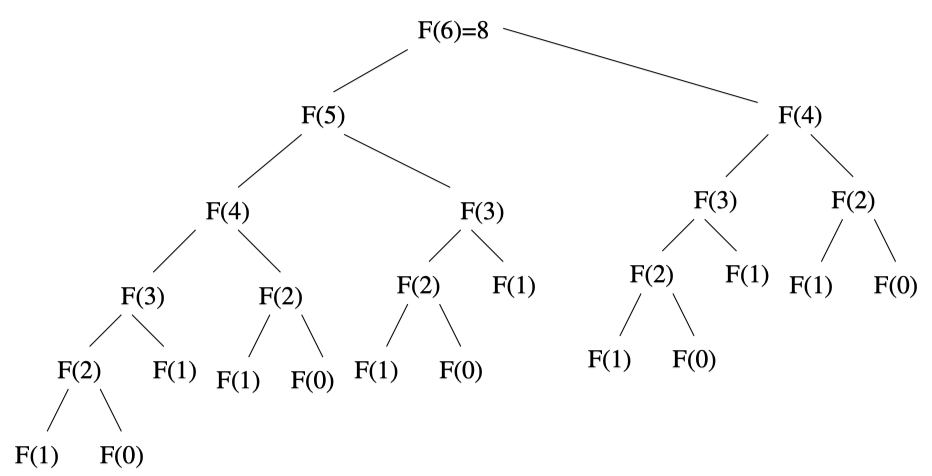 F(6)=8
F(5) F(4)
F(4) F(3) F(3) F(2)
F(3) F(2) F(2) F(1) F(2) F(1) F(1) F(0)
F(2) F(1) F(1) F(0) F(1) F(0) F(1) F(0)
F(1) F(0)